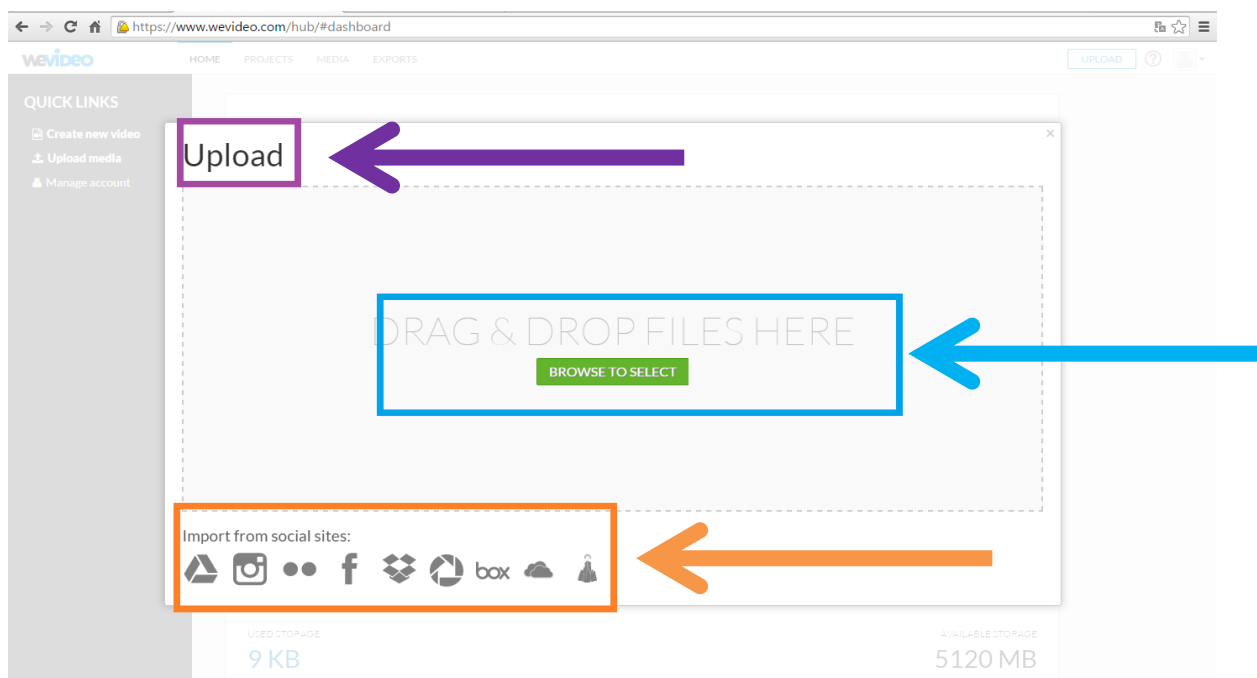 https://www.wevideo.com/hub/#dashboard
wevideo HOME PROJECTS MEDIA EXPORTS UPLOAD ?
QUICK LINKS
Create new video
Upload media
Manage account
Upload
×
DRAG & DROP FILES HERE
BROWSE TO SELECT
Import from social sites:
f box
USED STORAGE AVAILABLE STORAGE
9 KB 5120 MB